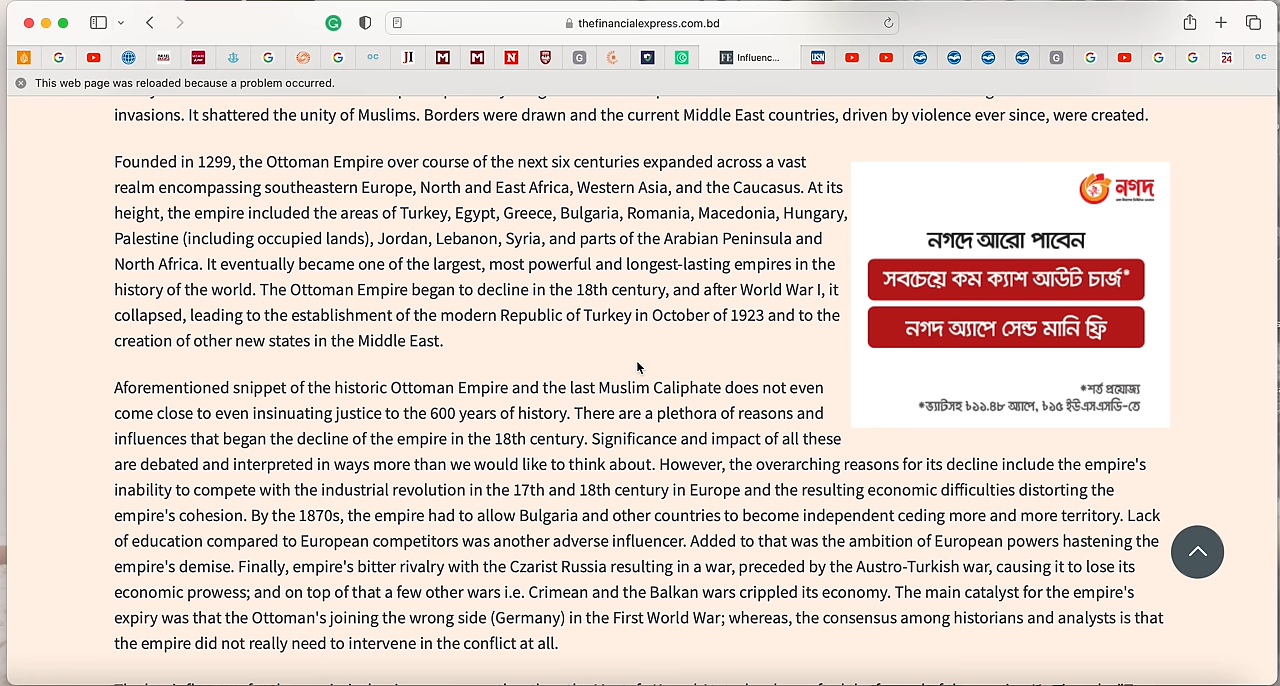 thefinancialexpress.com.bd
Influenc...
This web page was reloaded because a problem occurred.
invasions. It shattered the unity of Muslims. Borders were drawn and the current Middle East countries, driven by violence ever since, were created.
Founded in 1299, the Ottoman Empire over course of the next six centuries expanded across a vast
realm encompassing southeastern Europe, North and East Africa, Western Asia, and the Caucasus. At its
height, the empire included the areas of Turkey, Egypt, Greece, Bulgaria, Romania, Macedonia, Hungary,
Palestine (including occupied lands), Jordan, Lebanon, Syria, and parts of the Arabian Peninsula and
North Africa. It eventually became one of the largest, most powerful and longest-lasting empires in the
history of the world. The Ottoman Empire began to decline in the 18th century, and after World War I, it
collapsed, leading to the establishment of the modern Republic of Turkey in October of 1923 and to the
creation of other new states in the Middle East.
নগদ
নগদে আরো পাবেন
সবচেয়ে কম ক্যাশ আউট চার্জ*
নগদ অ্যাপে সেন্ড মানি ফ্রি
*শর্ত প্রযোজ্য
*ভ্যাটসহ ৳১১.৪৮ অ্যাপে, ৳১৫ ইউএসএসডি-তে
Aforementioned snippet of the historic Ottoman Empire and the last Muslim Caliphate does not even
come close to even insinuating justice to the 600 years of history. There are a plethora of reasons and
influences that began the decline of the empire in the 18th century. Significance and impact of all these
are debated and interpreted in ways more than we would like to think about. However, the overarching reasons for its decline include the empire's
inability to compete with the industrial revolution in the 17th and 18th century in Europe and the resulting economic difficulties distorting the
empire's cohesion. By the 1870s, the empire had to allow Bulgaria and other countries to become independent ceding more and more territory. Lack
of education compared to European competitors was another adverse influencer. Added to that was the ambition of European powers hastening the
empire's demise. Finally, empire's bitter rivalry with the Czarist Russia resulting in a war, preceded by the Austro-Turkish war, causing it to lose its
economic prowess; and on top of that a few other wars i.e. Crimean and the Balkan wars crippled its economy. The main catalyst for the empire's
expiry was that the Ottoman's joining the wrong side (Germany) in the First World War; whereas, the consensus among historians and analysts is that
the empire did not really need to intervene in the conflict at all.